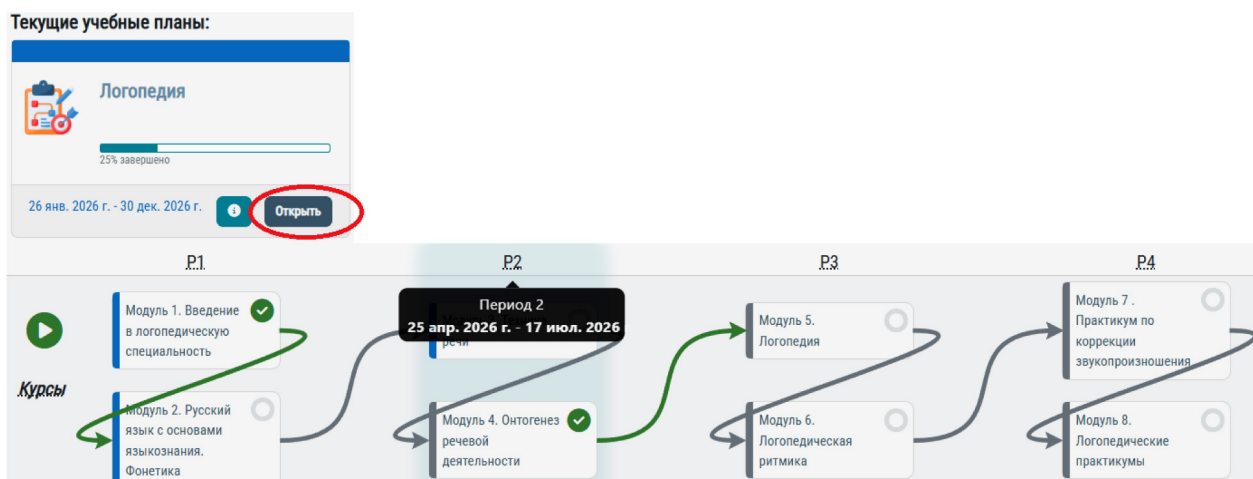 Текущие учебные планы:
Логопедия
25% завершено
26 янв. 2026 г. - 30 дек. 2026 г.
Открыть
P1
P2
P3
P4
Курсы
Модуль 1. Введение
в логопедическую
специальность
Модуль 2. Русский
язык с основами
языкознания.
Фонетика
Период 2
25 апр. 2026 г. - 17 июл. 2026
речи
Модуль 4. Онтогенез
речевой
деятельности
Модуль 5.
Логопедия
Модуль 6.
Логопедическая
ритмика
Модуль 7 .
Практикум по
коррекции
звукопроизношения
Модуль 8.
Логопедические
практикумы